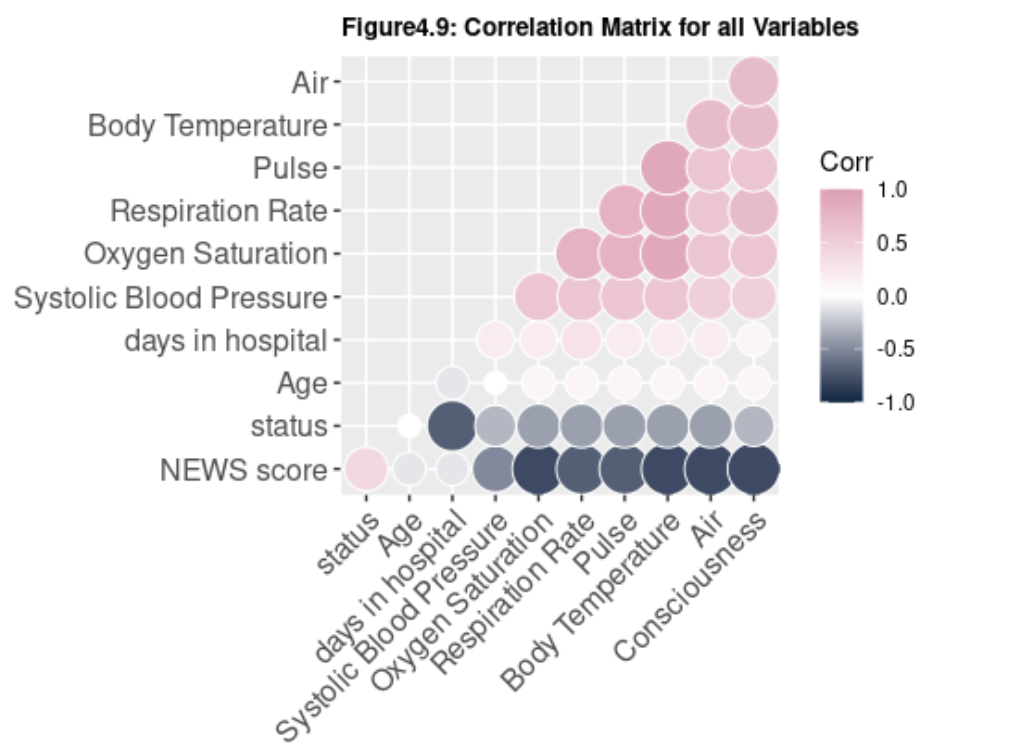 Figure4.9: Correlation Matrix for all Variables
Air
Body Temperature
Pulse
Respiration Rate
Oxygen Saturation
Systolic Blood Pressure
days in hospital
Age
status
NEWS score
status
Age
days in hospital
Systolic Blood Pressure
Oxygen Saturation
Respiration Rate
Pulse
Body Temperature
Air
Consciousness
Corr
1.0
0.5
0.0
-0.5
-1.0